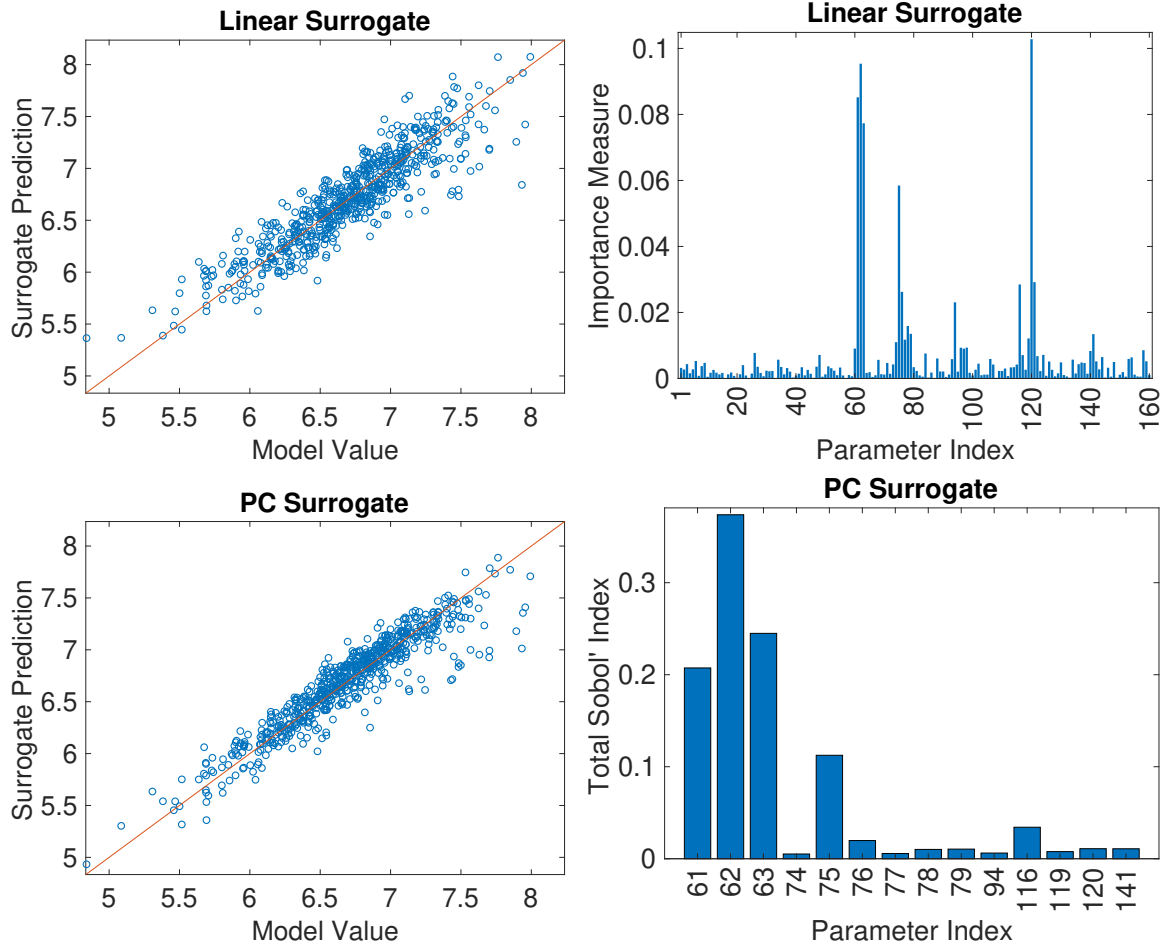 Linear Surrogate
Surrogate Prediction
8
7.5
7
6.5
6
5.5
5
5 5.5 6 6.5 7 7.5 8
Model Value
Linear Surrogate
Importance Measure
0.1
0.08
0.06
0.04
0.02
0
1 20 40 60 80 100 120 140 160
Parameter Index
PC Surrogate
Surrogate Prediction
8
7.5
7
6.5
6
5.5
5
5 5.5 6 6.5 7 7.5 8
Model Value
PC Surrogate
Total Sobol' Index
0.3
0.2
0.1
0
61 62 63 74 75 76 77 78 79 94 116 119 120 141
Parameter Index